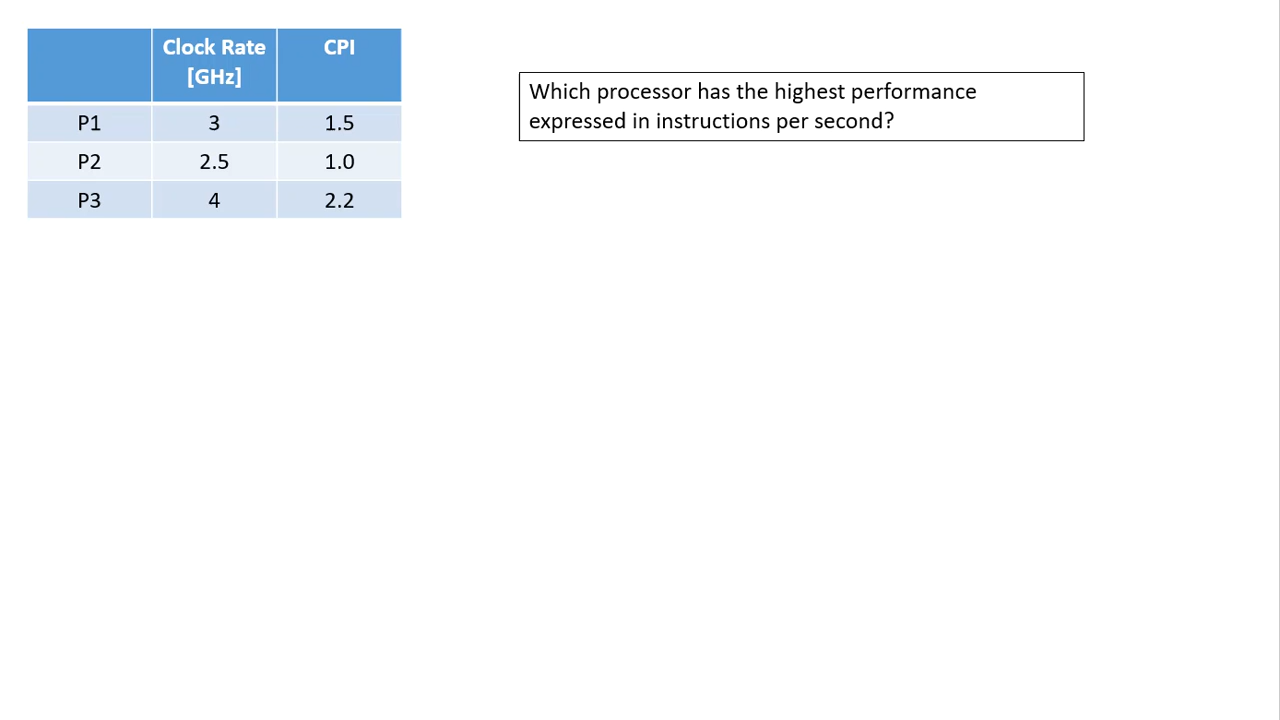 Clock Rate [GHz] CPI
P1 3 1.5
P2 2.5 1.0
P3 4 2.2
Which processor has the highest performance
expressed in instructions per second?